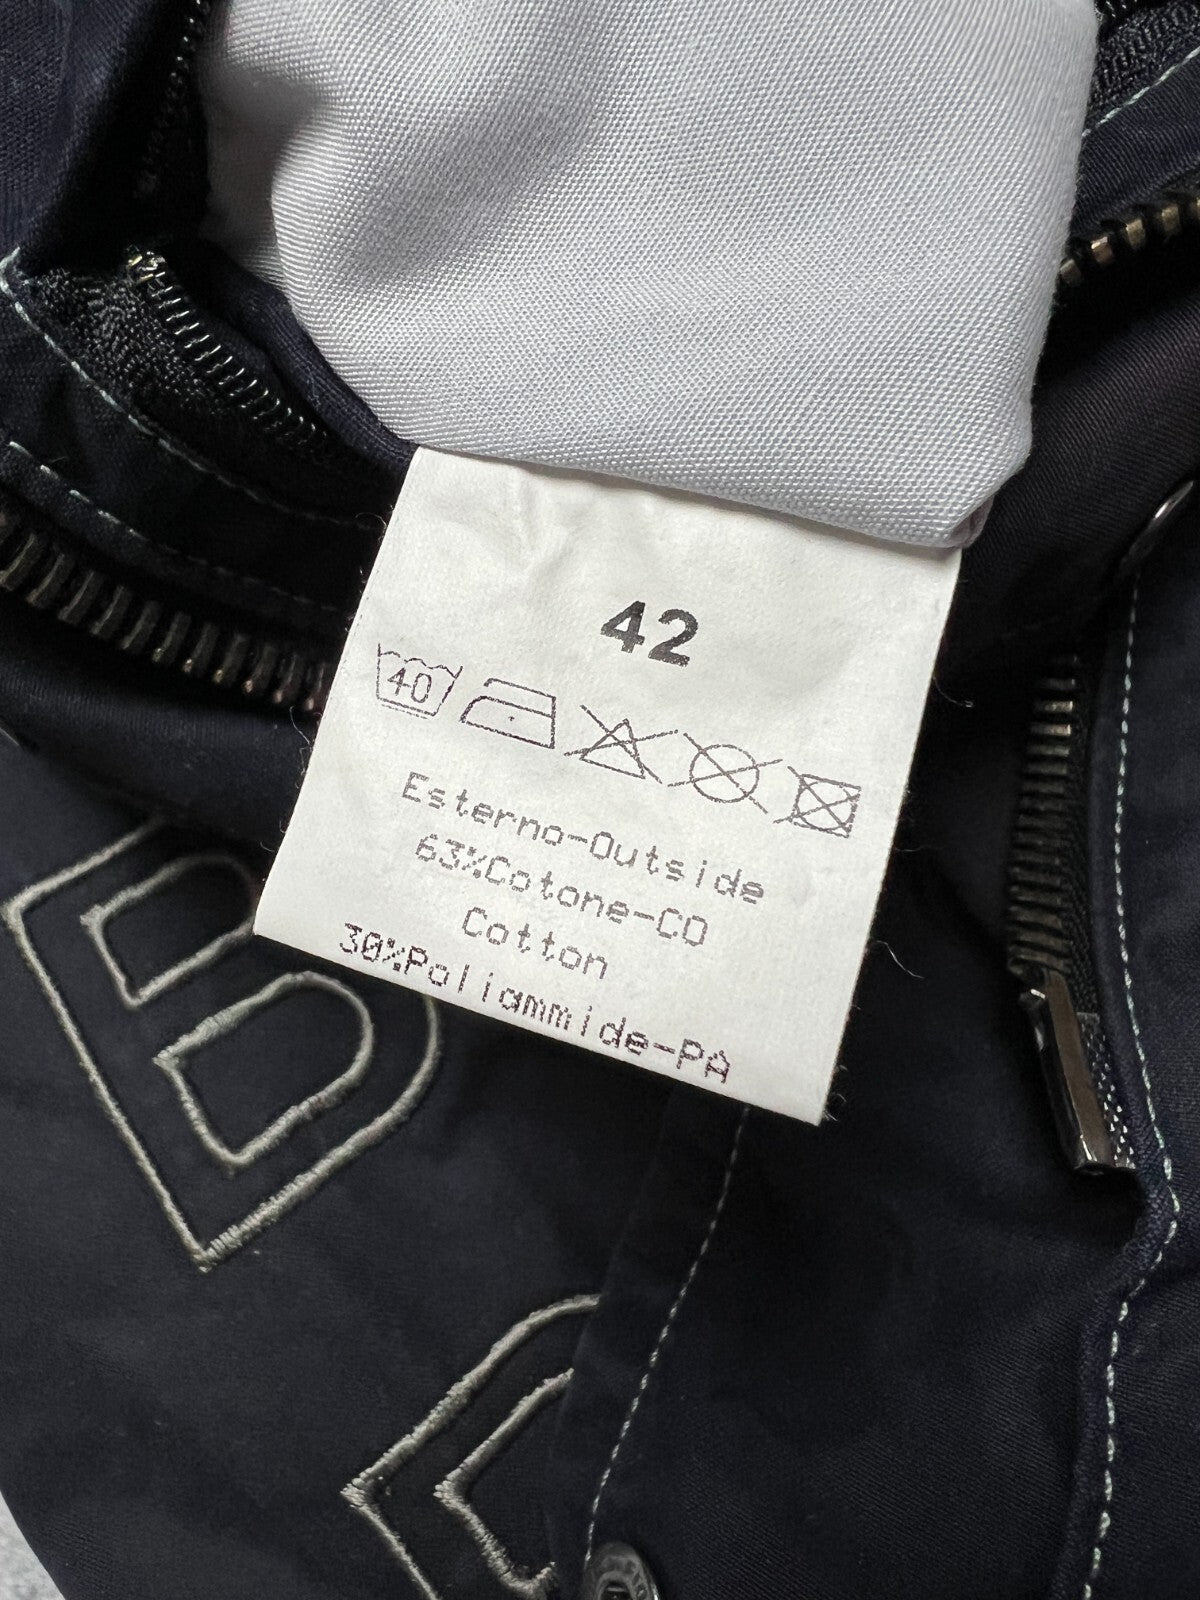 42
40
Esterno-Outside
63%Cotone-CO
Cotton
30%Poliammide-PA
B